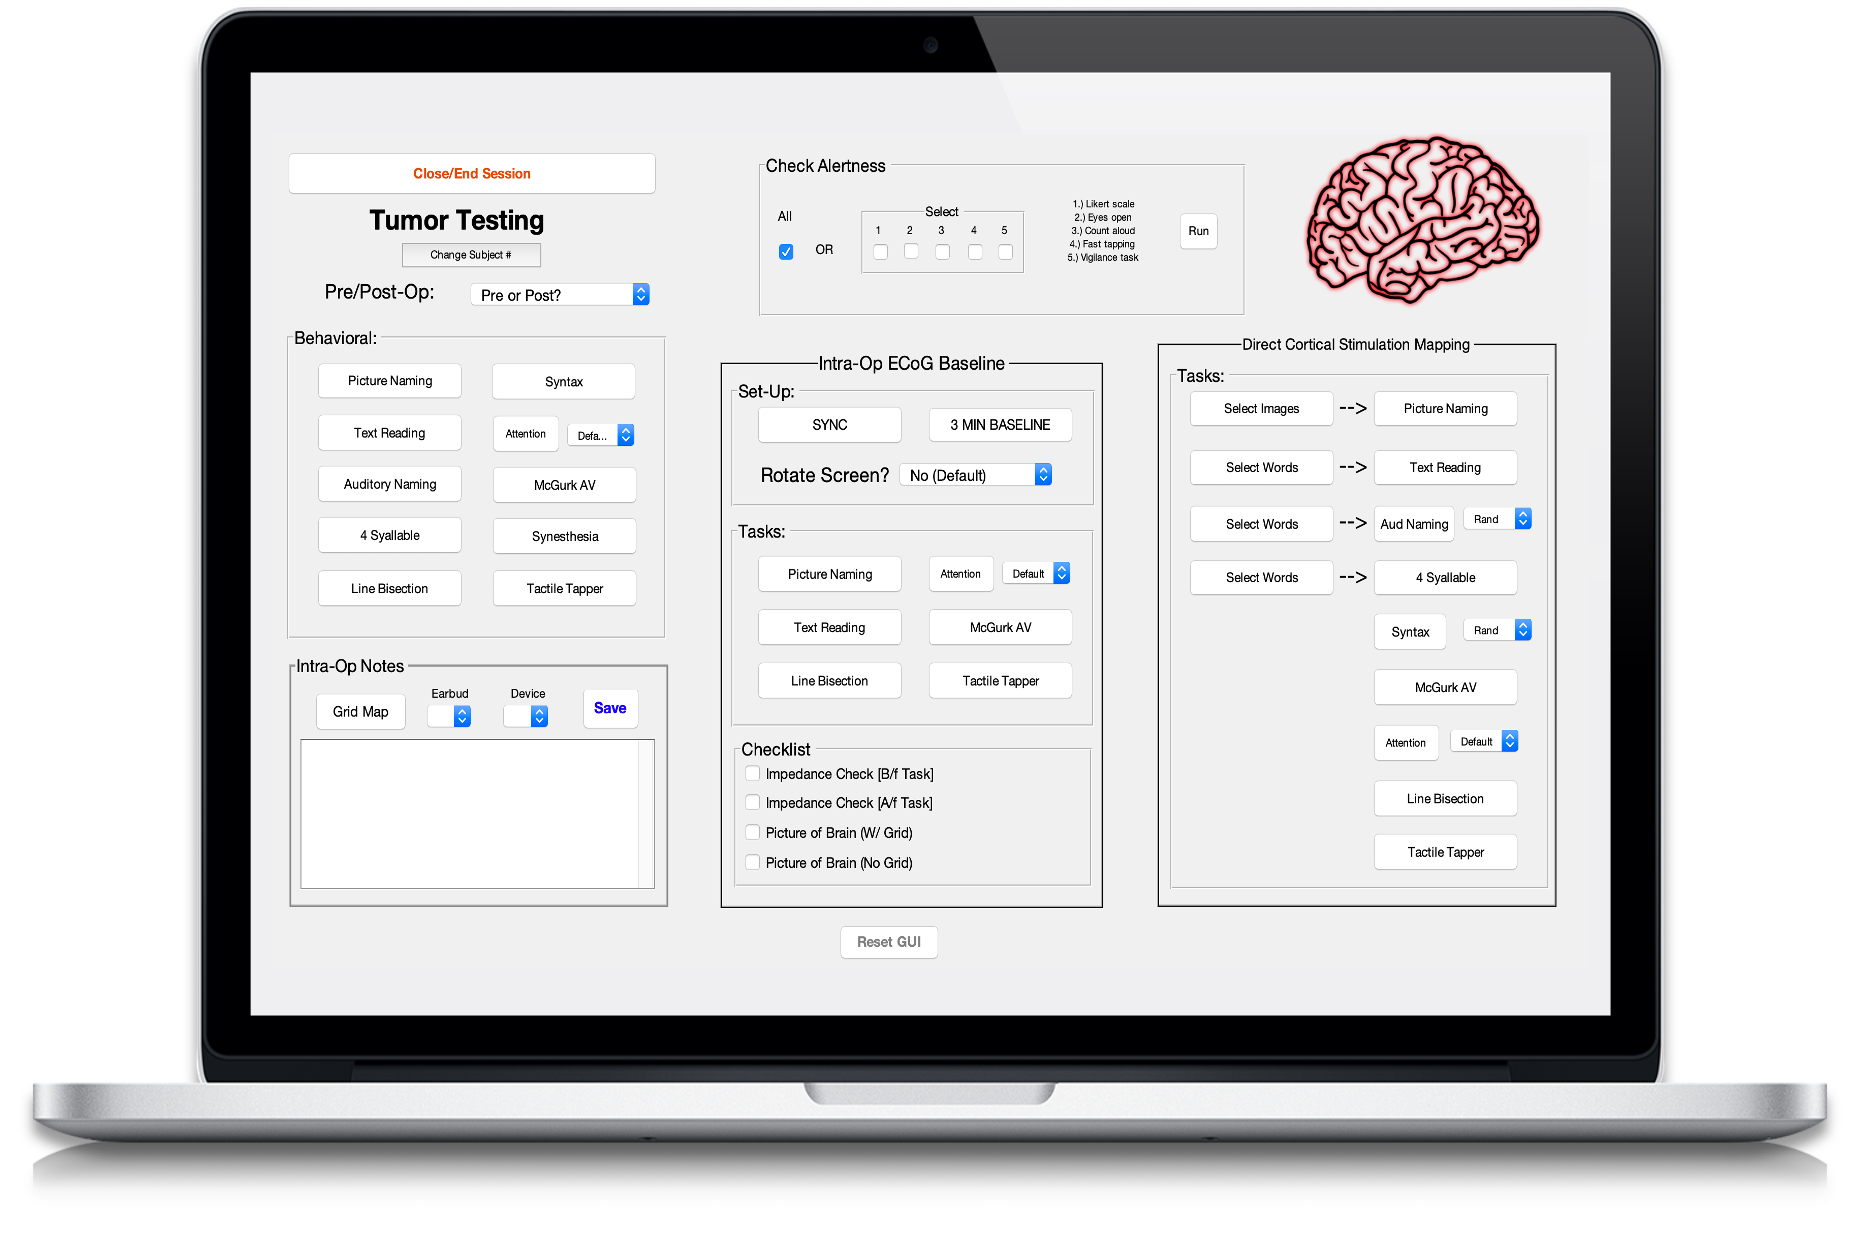 Close/End Session
Tumor Testing
Change Subject #
Pre/Post-Op: Pre or Post?
Behavioral:
Picture Naming Syntax
Text Reading Attention Defa...
Auditory Naming McGurk AV
4 Syallable Synesthesia
Line Bisection Tactile Tapper
Intra-Op Notes
Earbud Device
Grid Map Save
Check Alertness
All OR
Select
1 2 3 4 5
1.) Likert scale
2.) Eyes open
3.) Count aloud
4.) Fast tapping
5.) Vigilance task
Run
Intra-Op ECoG Baseline
Set-Up:
SYNC 3 MIN BASELINE
Rotate Screen? No (Default)
Tasks:
Picture Naming Attention Default
Text Reading McGurk AV
Line Bisection Tactile Tapper
Checklist
Impedance Check [B/f Task]
Impedance Check [A/f Task]
Picture of Brain (W/ Grid)
Picture of Brain (No Grid)
Reset GUI
Direct Cortical Stimulation Mapping
Tasks:
Select Images --> Picture Naming
Select Words --> Text Reading
Select Words --> Aud Naming Rand
Select Words --> 4 Syallable
Syntax Rand
McGurk AV
Attention Default
Line Bisection
Tactile Tapper